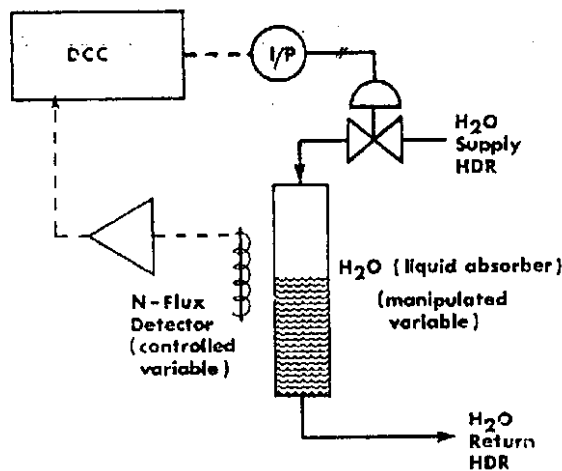 DCC
I/P
H2O
Supply
HDR
H2O (liquid absorber)
(manipulated
variable)
N-Flux
Detector
(controlled
variable)
H2O
Return
HDR